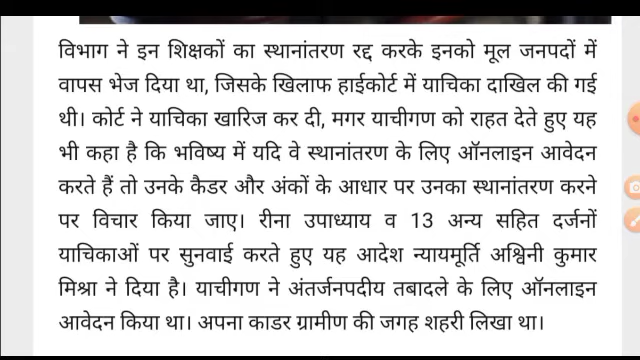 विभाग ने इन शिक्षकों का स्थानांतरण रद्द करके इनको मूल जनपदों में
वापस भेज दिया था, जिसके खिलाफ हाईकोर्ट में याचिका दाखिल की गई
थी। कोर्ट ने याचिका खारिज कर दी, मगर याचीगण को राहत देते हुए यह
भी कहा है कि भविष्य में यदि वे स्थानांतरण के लिए ऑनलाइन आवेदन
करते हैं तो उनके कैडर और अंकों के आधार पर उनका स्थानांतरण करने
पर विचार किया जाए। रीना उपाध्याय व 13 अन्य सहित दर्जनों
याचिकाओं पर सुनवाई करते हुए यह आदेश न्यायमूर्ति अश्विनी कुमार
मिश्रा ने दिया है। याचीगण ने अंतर्जनपदीय तबादले के लिए ऑनलाइन
आवेदन किया था। अपना काडर ग्रामीण की जगह शहरी लिखा था।